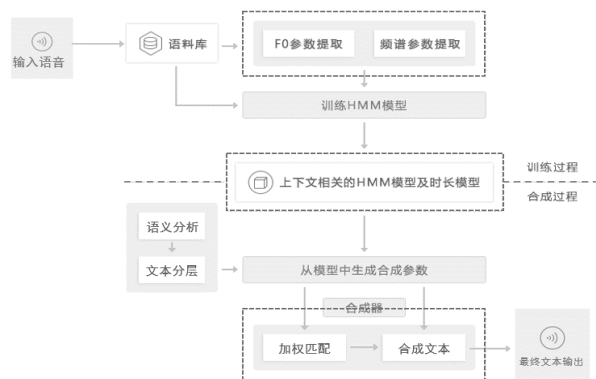 输入语音
语料库
F0参数提取
频谱参数提取
训练HMM模型
上下文相关的HMM模型及时长模型
训练过程
合成过程
语义分析
文本分层
从模型中生成合成参数
合成器
加权匹配
合成文本
最终文本输出